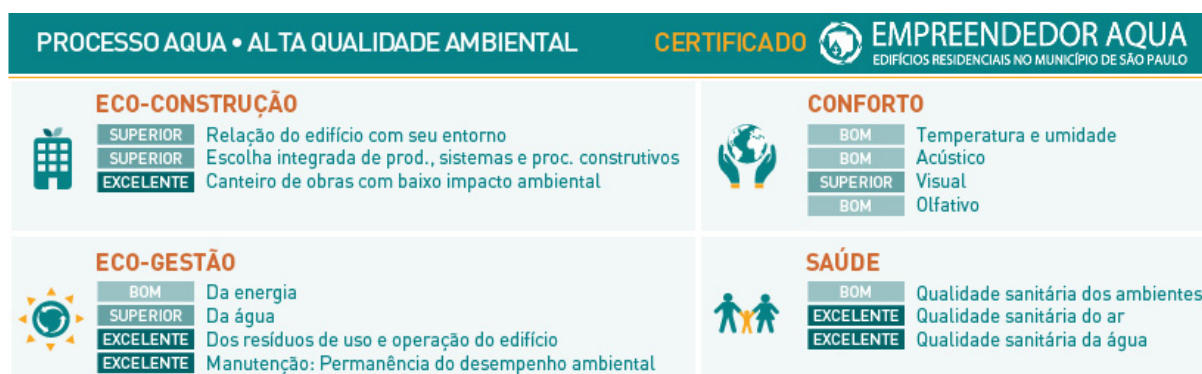 PROCESSO AQUA • ALTA QUALIDADE AMBIENTAL
CERTIFICADO EMPREENDEDOR AQUA
EDIFÍCIOS RESIDENCIAIS NO MUNICÍPIO DE SÃO PAULO
ECO-CONSTRUÇÃO
SUPERIOR Relação do edifício com seu entorno
SUPERIOR Escolha integrada de prod., sistemas e proc. construtivos
EXCELENTE Canteiro de obras com baixo impacto ambiental
CONFORTO
BOM Temperatura e umidade
BOM Acústico
SUPERIOR Visual
BOM Olfativo
ECO-GESTÃO
BOM Da energia
SUPERIOR Da água
EXCELENTE Dos resíduos de uso e operação do edifício
EXCELENTE Manutenção: Permanência do desempenho ambiental
SAÚDE
BOM Qualidade sanitária dos ambientes
EXCELENTE Qualidade sanitária do ar
EXCELENTE Qualidade sanitária da água